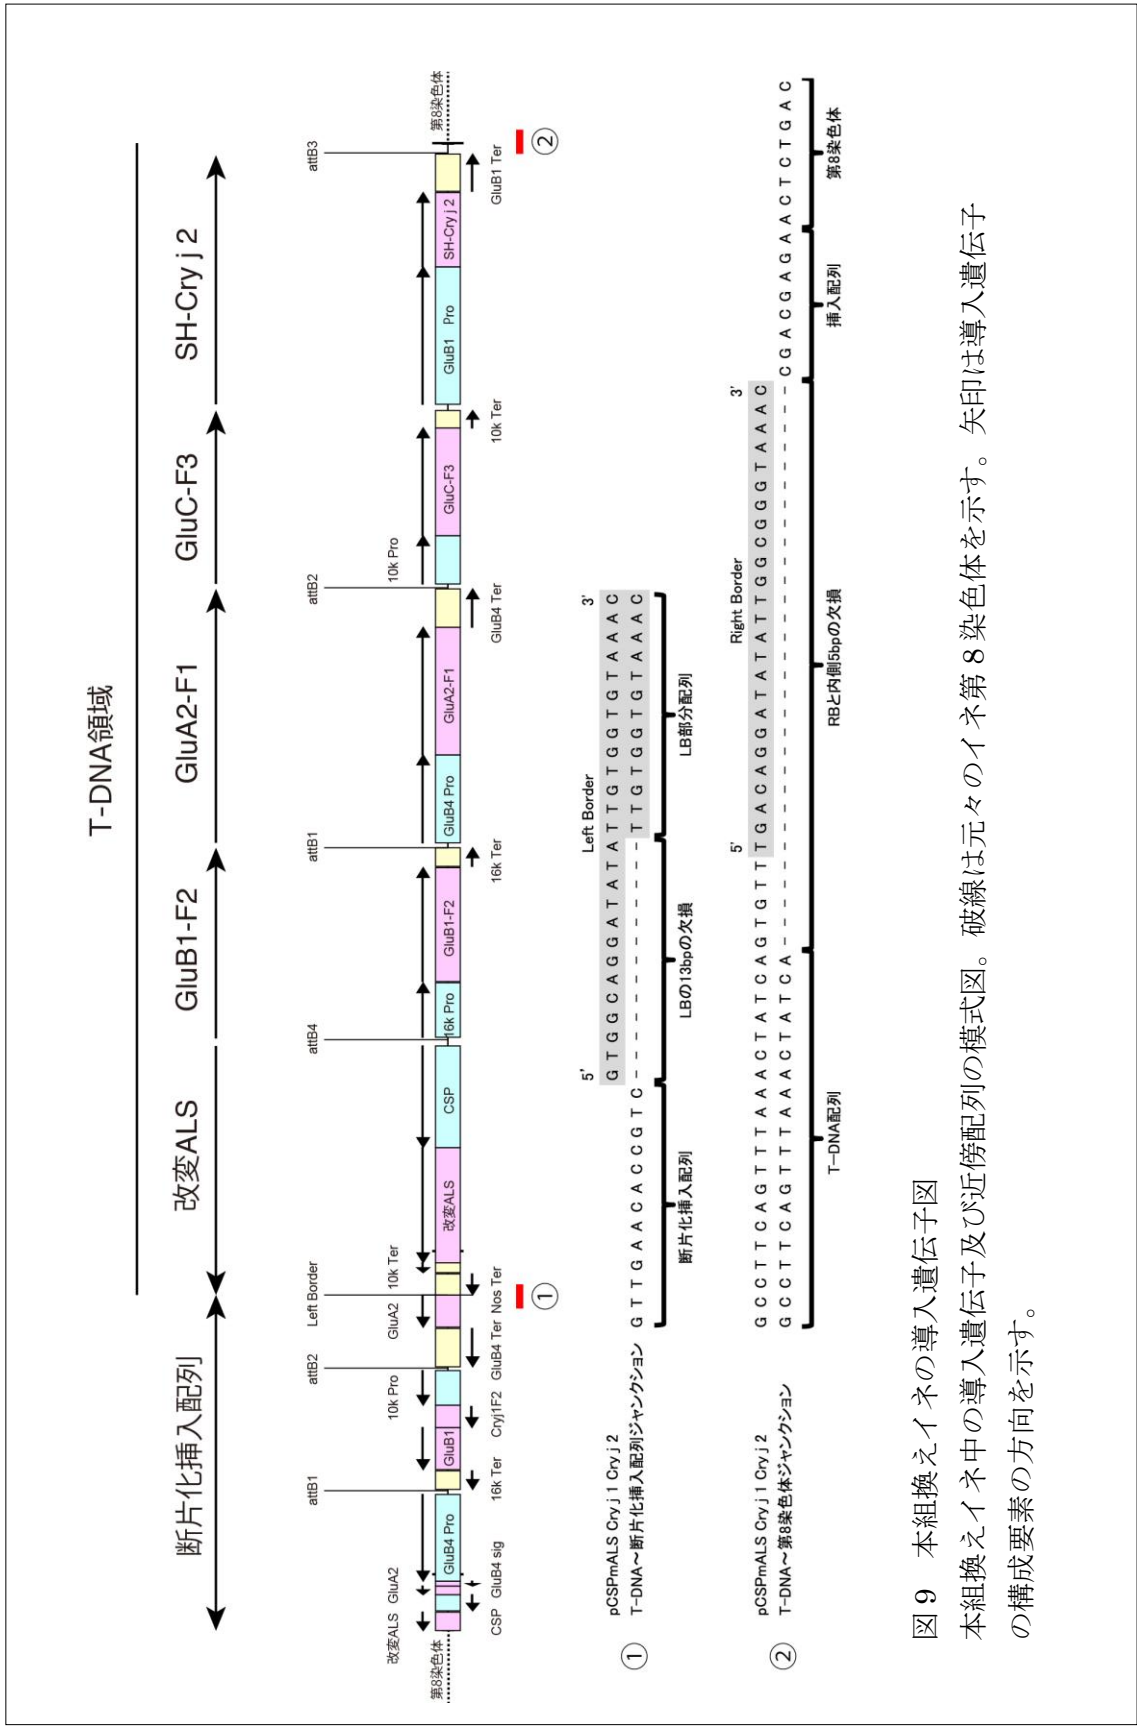 T-DNA領域
断片化挿入配列 改変ALS GluB1-F2 GluA2-F1 GluC-F3 SH-Cry j 2
attB1 attB2 Left Border attB4 attB1 attB2 attB3
改変ALS GluA2 10k Pro GluA2 10k Ter 10k Pro
第8染色体 GluB4 Pro GluB1 改変ALS CSP 16k Pro GluB1-F2 GluB4 Pro GluA2-F1 GluC-F3 GluB1 Pro SH-Cry j 2 第8染色体
CSP GluB4 sig 16k Ter Cryj1F2 GluB4 Ter Nos Ter 16k Ter GluB4 Ter 10k Ter GluB1 Ter
① ②
①
pCSPmALS Cry j 1 Cry j 2
T-DNA～断片化挿入配列ジャンクション
Left Border
5' 3'
G T G G C A G G A T A T A T T G T G G T G T A A A C
G T T G A A C A C C G T C - - - - - - - - - - - - - T T G T G G T G T A A A C
断片化挿入配列 LBの13bpの欠損 LB部分配列
②
pCSPmALS Cry j 1 Cry j 2
T-DNA～第8染色体ジャンクション
Right Border
5' 3'
G C C T T C A G T T T A A A C T A T C A G T G T T T G A C A G G A T A T A T T G G C G G G T A A A C
G C C T T C A G T T T A A A C T A T C A - - - - - - - - - - - - - - - - - - - - - - - - - - - - - - C G A C G A G A A C T C T G A C
T-DNA配列 RBと内側5bpの欠損 挿入配列 第8染色体
図9 本組換えイネの導入遺伝子図
本組換えイネ中の導入遺伝子及び近傍配列の模式図。破線は元々のイネ第8染色体を示す。矢印は導入遺伝子
の構成要素の方向を示す。